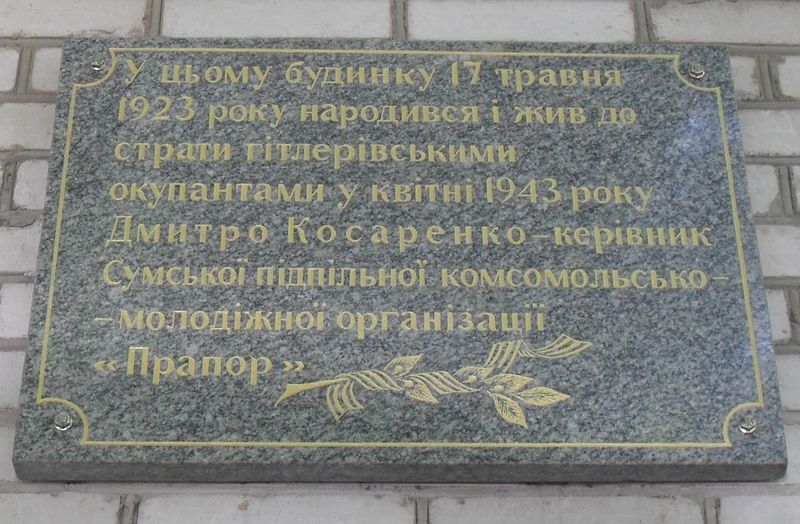 У цьому будинку 17 травня
1923 року народився і жив до
страти гітлерівськими
окупантами у квітні 1943 року
Дмитро Косаренко – керівник
Сумської підпільної комсомольсько –
– молодіжної організації
«Прапор»